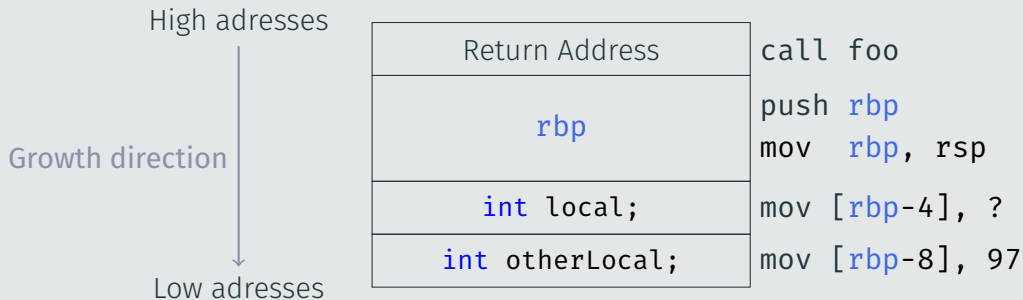 High adresses
Return Address
call foo
rbp
push rbp
mov rbp, rsp
Growth direction
int local;
mov [rbp-4], ?
int otherLocal;
mov [rbp-8], 97
Low adresses